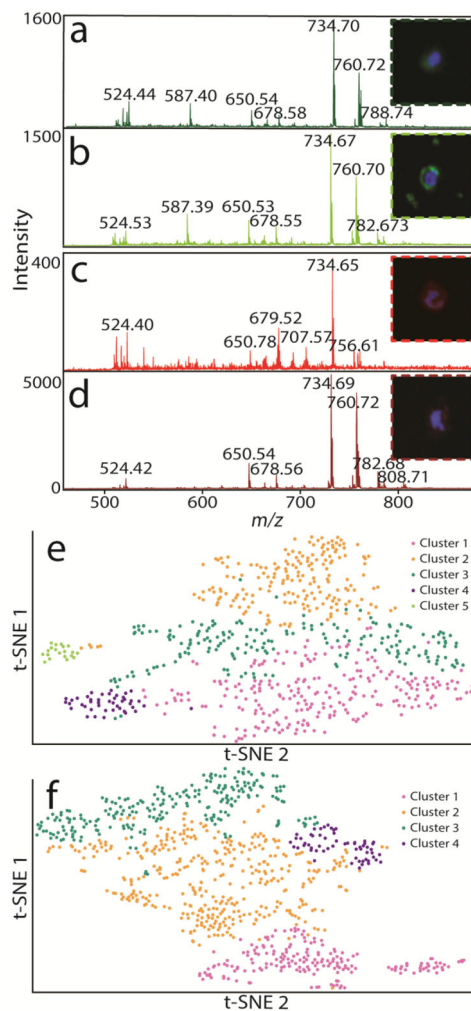 1600
a
734.70
760.72
524.44
587.40
650.54
678.58
788.74
1500
b
734.67
760.70
524.53
587.39
650.53
678.55
782.673
Intensity
400
c
734.65
524.40
650.78
679.52
707.57
756.61
5000
d
734.69
760.72
524.42
650.54
678.56
782.68
808.71
0
500 600 700 800
m/z
e
Cluster 1
Cluster 2
Cluster 3
Cluster 4
Cluster 5
t-SNE 1
t-SNE 2
f
Cluster 1
Cluster 2
Cluster 3
Cluster 4
t-SNE 1
t-SNE 2